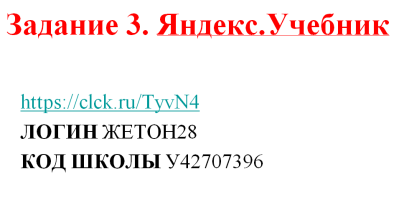 Задание 3. Яндекс.Учебник
https://clck.ru/TyvN4
ЛОГИН ЖЕТОН28
КОД ШКОЛЫ У42707396